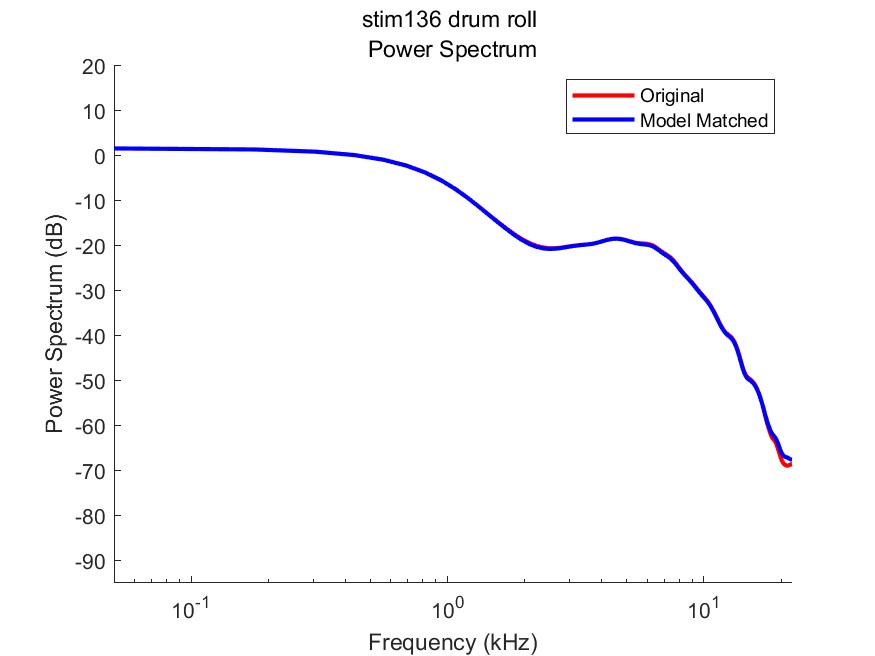 stim136 drum roll
Power Spectrum
Original
Model Matched
20
10
0
-10
-20
-30
-40
-50
-60
-70
-80
-90
Power Spectrum (dB)
10^-1 10^0 10^1
Frequency (kHz)